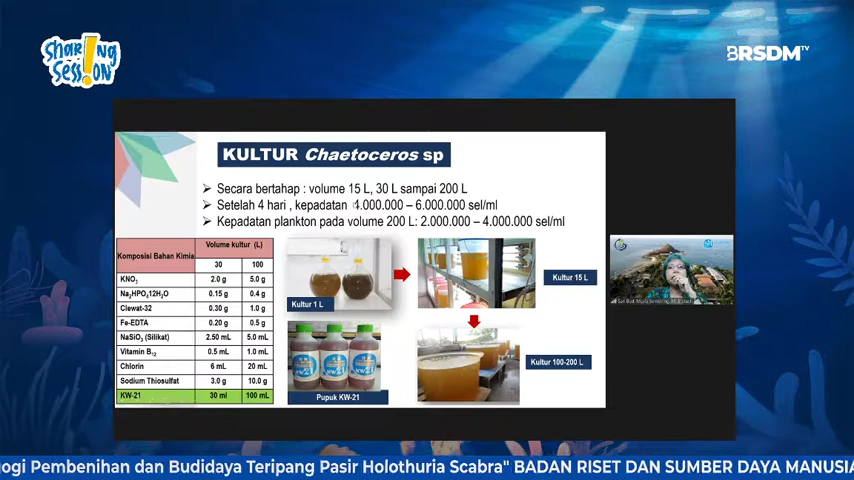 SHARING
SESSION
BRSDM TV
KULTUR Chaetoceros sp
Secara bertahap : volume 15 L, 30 L sampai 200 L
Setelah 4 hari , kepadatan 4.000.000 – 6.000.000 sel/ml
Kepadatan plankton pada volume 200 L: 2.000.000 – 4.000.000 sel/ml
Komposisi Bahan Kimia Volume kultur (L)
30 100
KNO3 2.0 g 5.0 g
Na2HPO412H2O 0.15 g 0.4 g
Clewat-32 0.30 g 1.0 g
Fe-EDTA 0.20 g 0.5 g
NaSiO2 (Silikat) 2.50 mL 5.0 mL
Vitamin B12 0.5 mL 1.0 mL
Chlorin 6 mL 20 mL
Sodium Thiosulfat 3.0 g 10.0 g
KW-21 30 ml 100 mL
Kultur 1 L
Kultur 15 L
Kultur 100-200 L
KW21
Pupuk KW-21
ogi Pembenihan dan Budidaya Teripang Pasir Holothuria Scabra" BADAN RISET DAN SUMBER DAYA MANUSIA